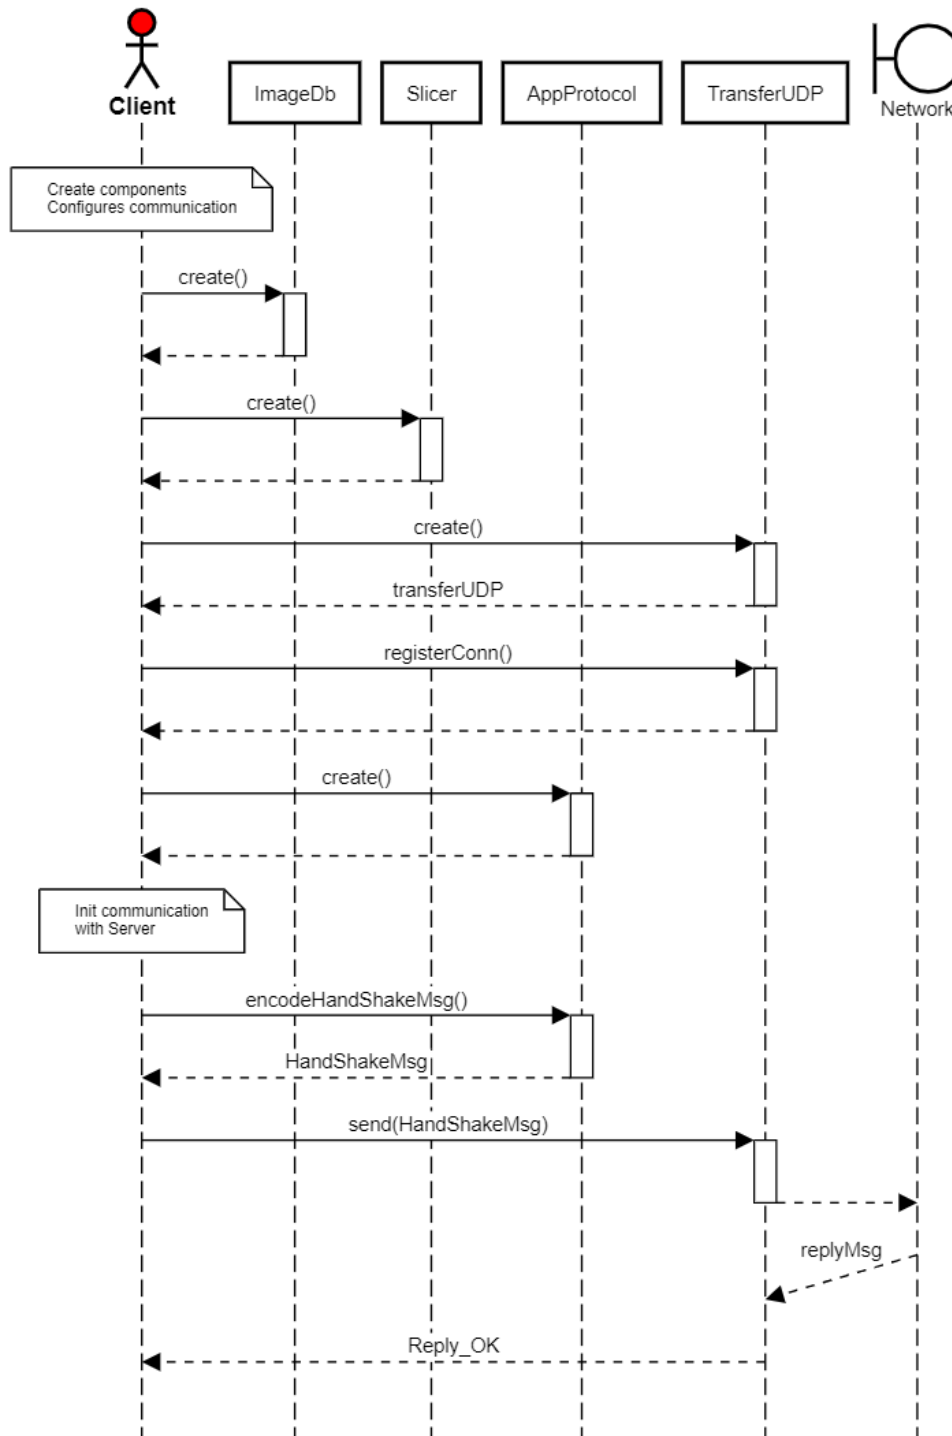 Client
ImageDb
Slicer
AppProtocol
TransferUDP
Network
Create components
Configures communication
create()
create()
create()
transferUDP
registerConn()
create()
Init communication
with Server
encodeHandShakeMsg()
HandShakeMsg
send(HandShakeMsg)
replyMsg
Reply_OK